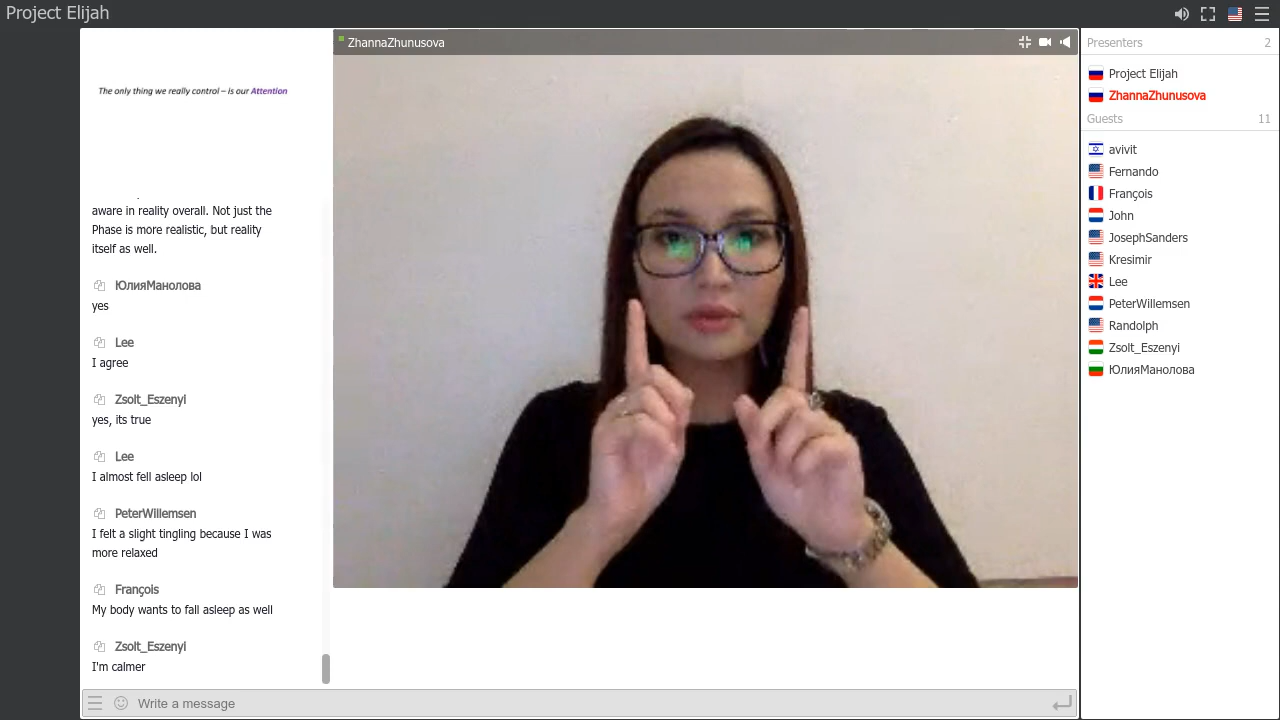 Project Elijah
The only thing we really control – is our Attention
aware in reality overall. Not just the
Phase is more realistic, but reality
itself as well.
ЮлияМанолова
yes
Lee
I agree
Zsolt_Eszenyi
yes, its true
Lee
I almost fell asleep lol
PeterWillemsen
I felt a slight tingling because I was
more relaxed
François
My body wants to fall asleep as well
Zsolt_Eszenyi
I'm calmer
Write a message
ZhannaZhunusova
Presenters 2
Project Elijah
ZhannaZhunusova
Guests 11
avivit
Fernando
François
John
JosephSanders
Kresimir
Lee
PeterWillemsen
Randolph
Zsolt_Eszenyi
ЮлияМанолова